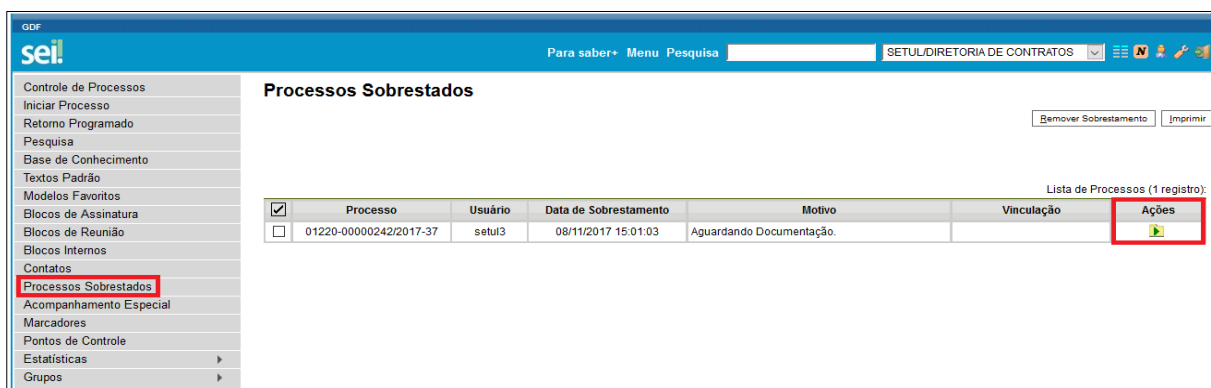 GDF
sei!
Para saber+ Menu Pesquisa
SETUL/DIRETORIA DE CONTRATOS
N
Controle de Processos
Iniciar Processo
Retorno Programado
Pesquisa
Base de Conhecimento
Textos Padrão
Modelos Favoritos
Blocos de Assinatura
Blocos de Reunião
Blocos Internos
Contatos
Processos Sobrestados
Acompanhamento Especial
Marcadores
Pontos de Controle
Estatísticas
Grupos
Processos Sobrestados
Remover Sobrestamento Imprimir
Lista de Processos (1 registro):
Processo Usuário Data de Sobrestamento Motivo Vinculação Ações
01220-00000242/2017-37 setul3 08/11/2017 15:01:03 Aguardando Documentação.